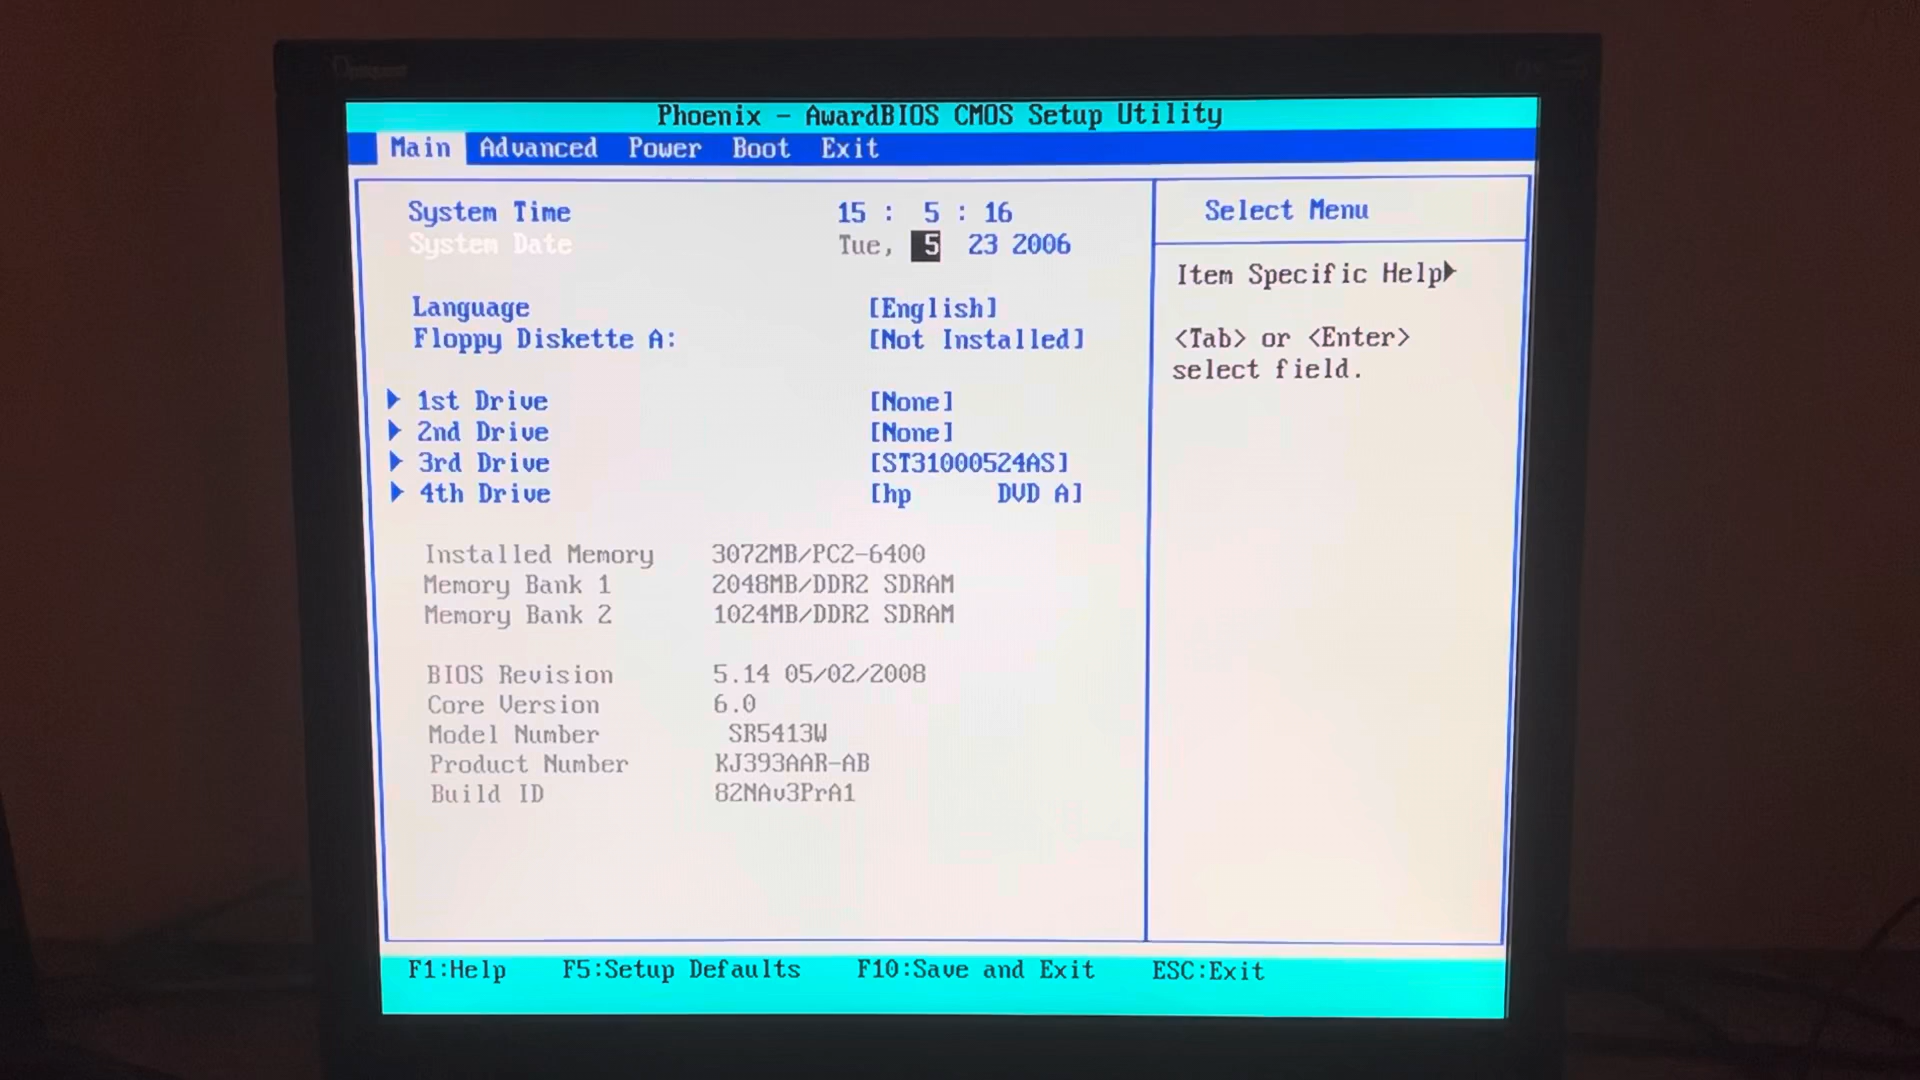 Phoenix - AwardBIOS CMOS Setup Utility
Main Advanced Power Boot Exit
System Time 15 : 5 : 16
System Date Tue, 5 23 2006
Language [English]
Floppy Diskette A: [Not Installed]
1st Drive [None]
2nd Drive [None]
3rd Drive [ST31000524AS]
4th Drive [hp DVD A]
Installed Memory 3072MB/PC2-6400
Memory Bank 1 2048MB/DDR2 SDRAM
Memory Bank 2 1024MB/DDR2 SDRAM
BIOS Revision 5.14 05/02/2008
Core Version 6.0
Model Number SR5413W
Product Number KJ393AAR-AB
Build ID 82NAv3PrA1
Select Menu
Item Specific Help
<Tab> or <Enter>
select field.
F1:Help F5:Setup Defaults F10:Save and Exit ESC:Exit